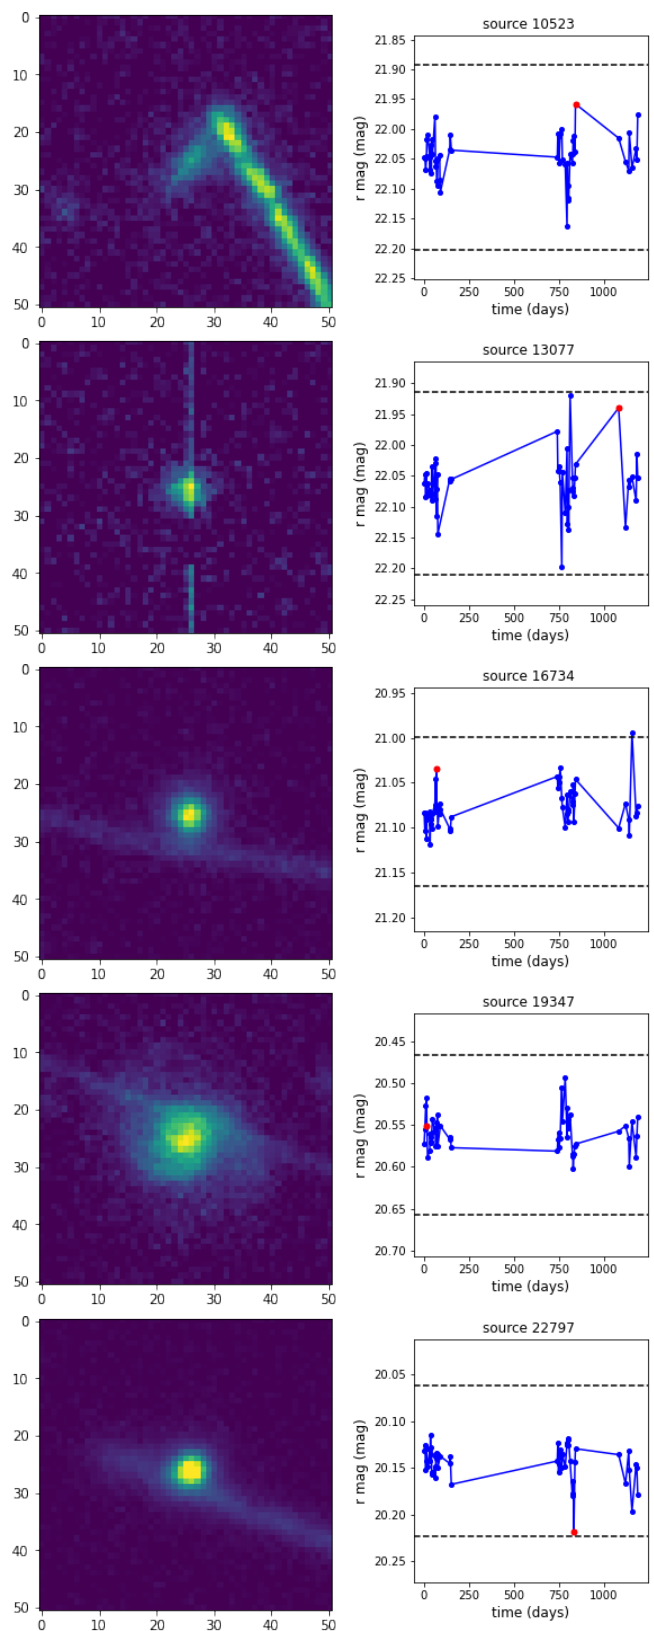 source 10523
0
10
20
30
40
50
0 10 20 30 40 50
r mag (mag)
21.85
21.90
21.95
22.00
22.05
22.10
22.15
22.20
22.25
0 250 500 750 1000
time (days)
source 13077
0
10
20
30
40
50
0 10 20 30 40 50
r mag (mag)
21.90
21.95
22.00
22.05
22.10
22.15
22.20
22.25
0 250 500 750 1000
time (days)
source 16734
0
10
20
30
40
50
0 10 20 30 40 50
r mag (mag)
20.95
21.00
21.05
21.10
21.15
21.20
0 250 500 750 1000
time (days)
source 19347
0
10
20
30
40
50
0 10 20 30 40 50
r mag (mag)
20.45
20.50
20.55
20.60
20.65
20.70
0 250 500 750 1000
time (days)
source 22797
0
10
20
30
40
50
0 10 20 30 40 50
r mag (mag)
20.05
20.10
20.15
20.20
20.25
0 250 500 750 1000
time (days)